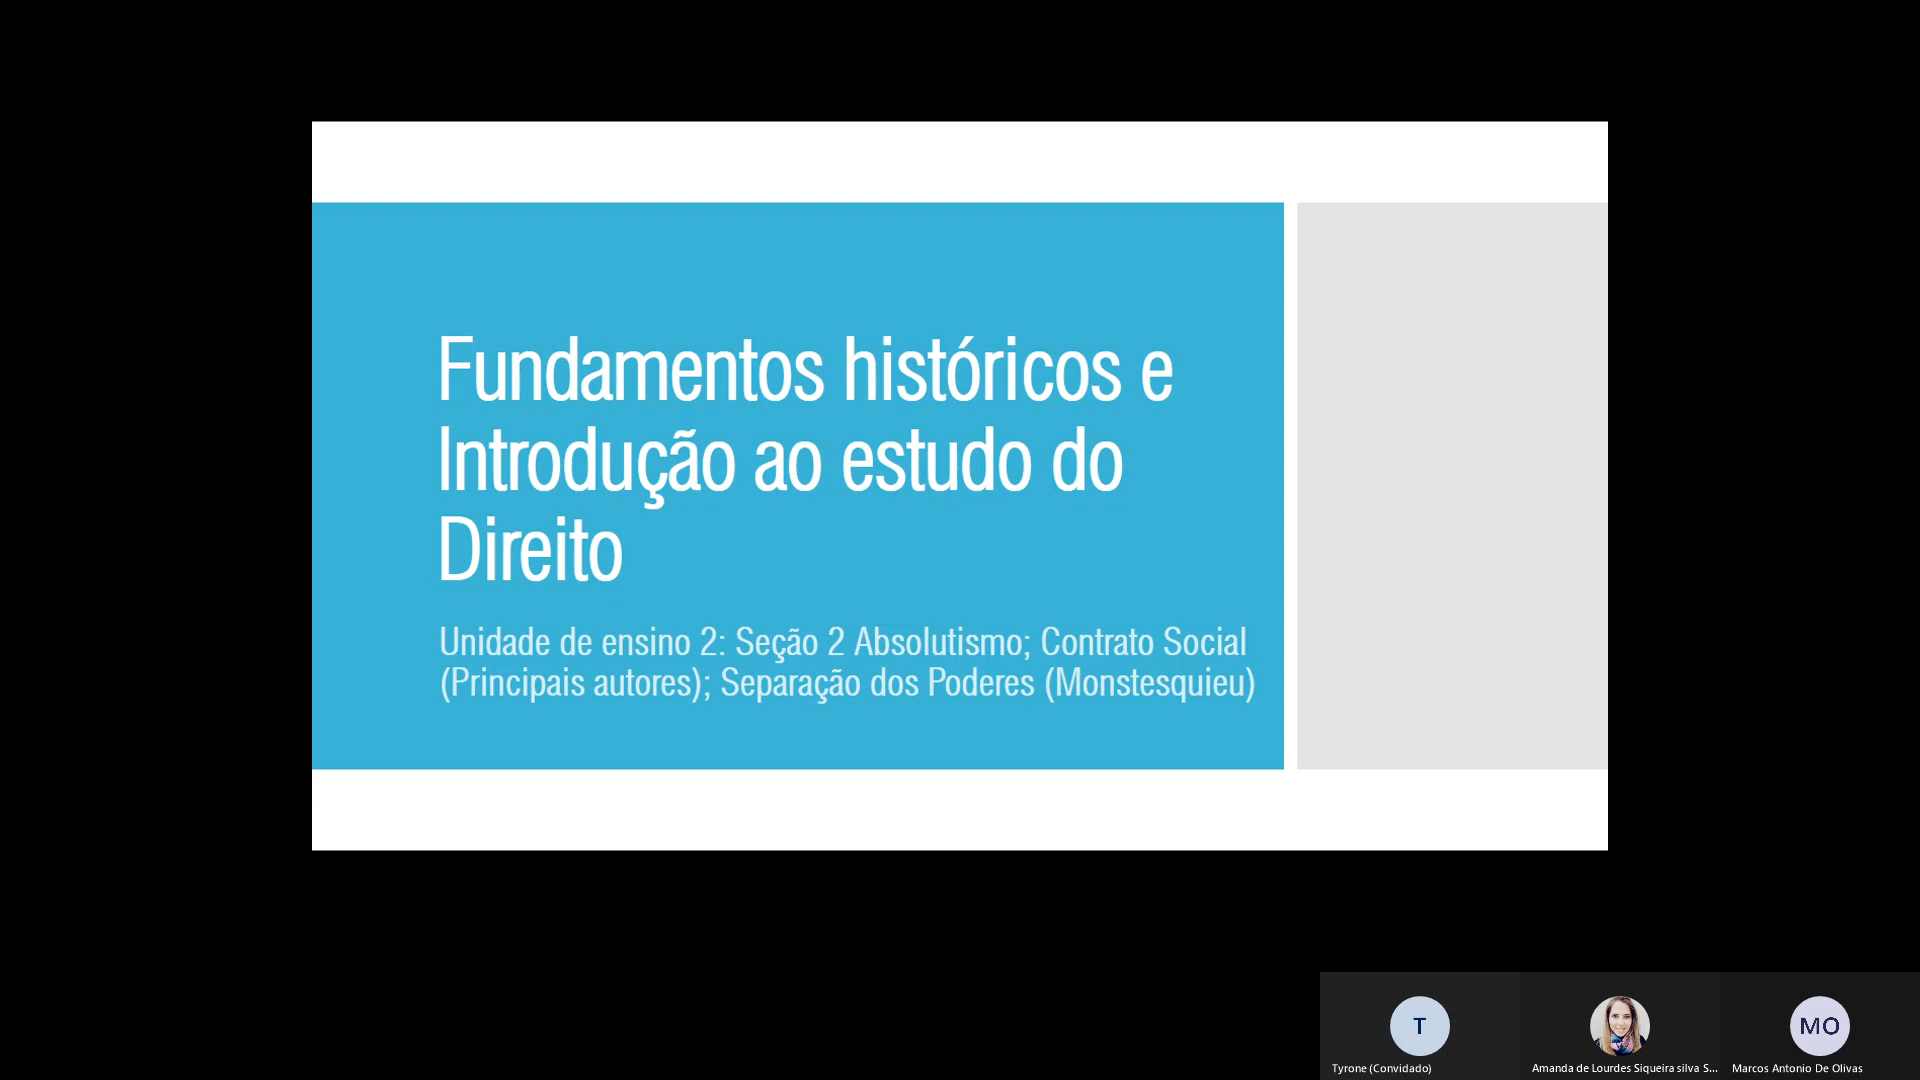 Fundamentos históricos e
Introdução ao estudo do
Direito
Unidade de ensino 2: Seção 2 Absolutismo; Contrato Social
(Principais autores); Separação dos Poderes (Monstesquieu)
T
MO
Tyrone (Convidado)
Amanda de Lourdes Siqueira silva S...
Marcos Antonio De Olivas